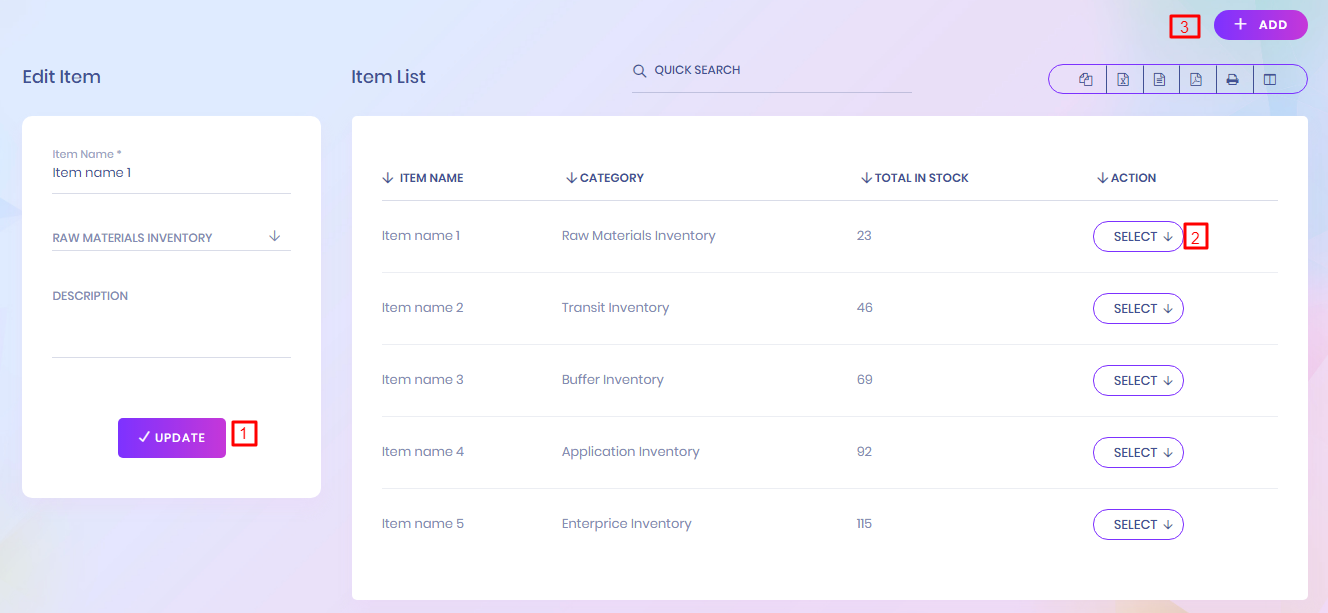 3
+ ADD
Edit Item
Item List
QUICK SEARCH
Item Name *
Item name 1
RAW MATERIALS INVENTORY
DESCRIPTION
UPDATE
1
ITEM NAME CATEGORY TOTAL IN STOCK ACTION
Item name 1 Raw Materials Inventory 23 SELECT 2
Item name 2 Transit Inventory 46 SELECT
Item name 3 Buffer Inventory 69 SELECT
Item name 4 Application Inventory 92 SELECT
Item name 5 Enterprice Inventory 115 SELECT